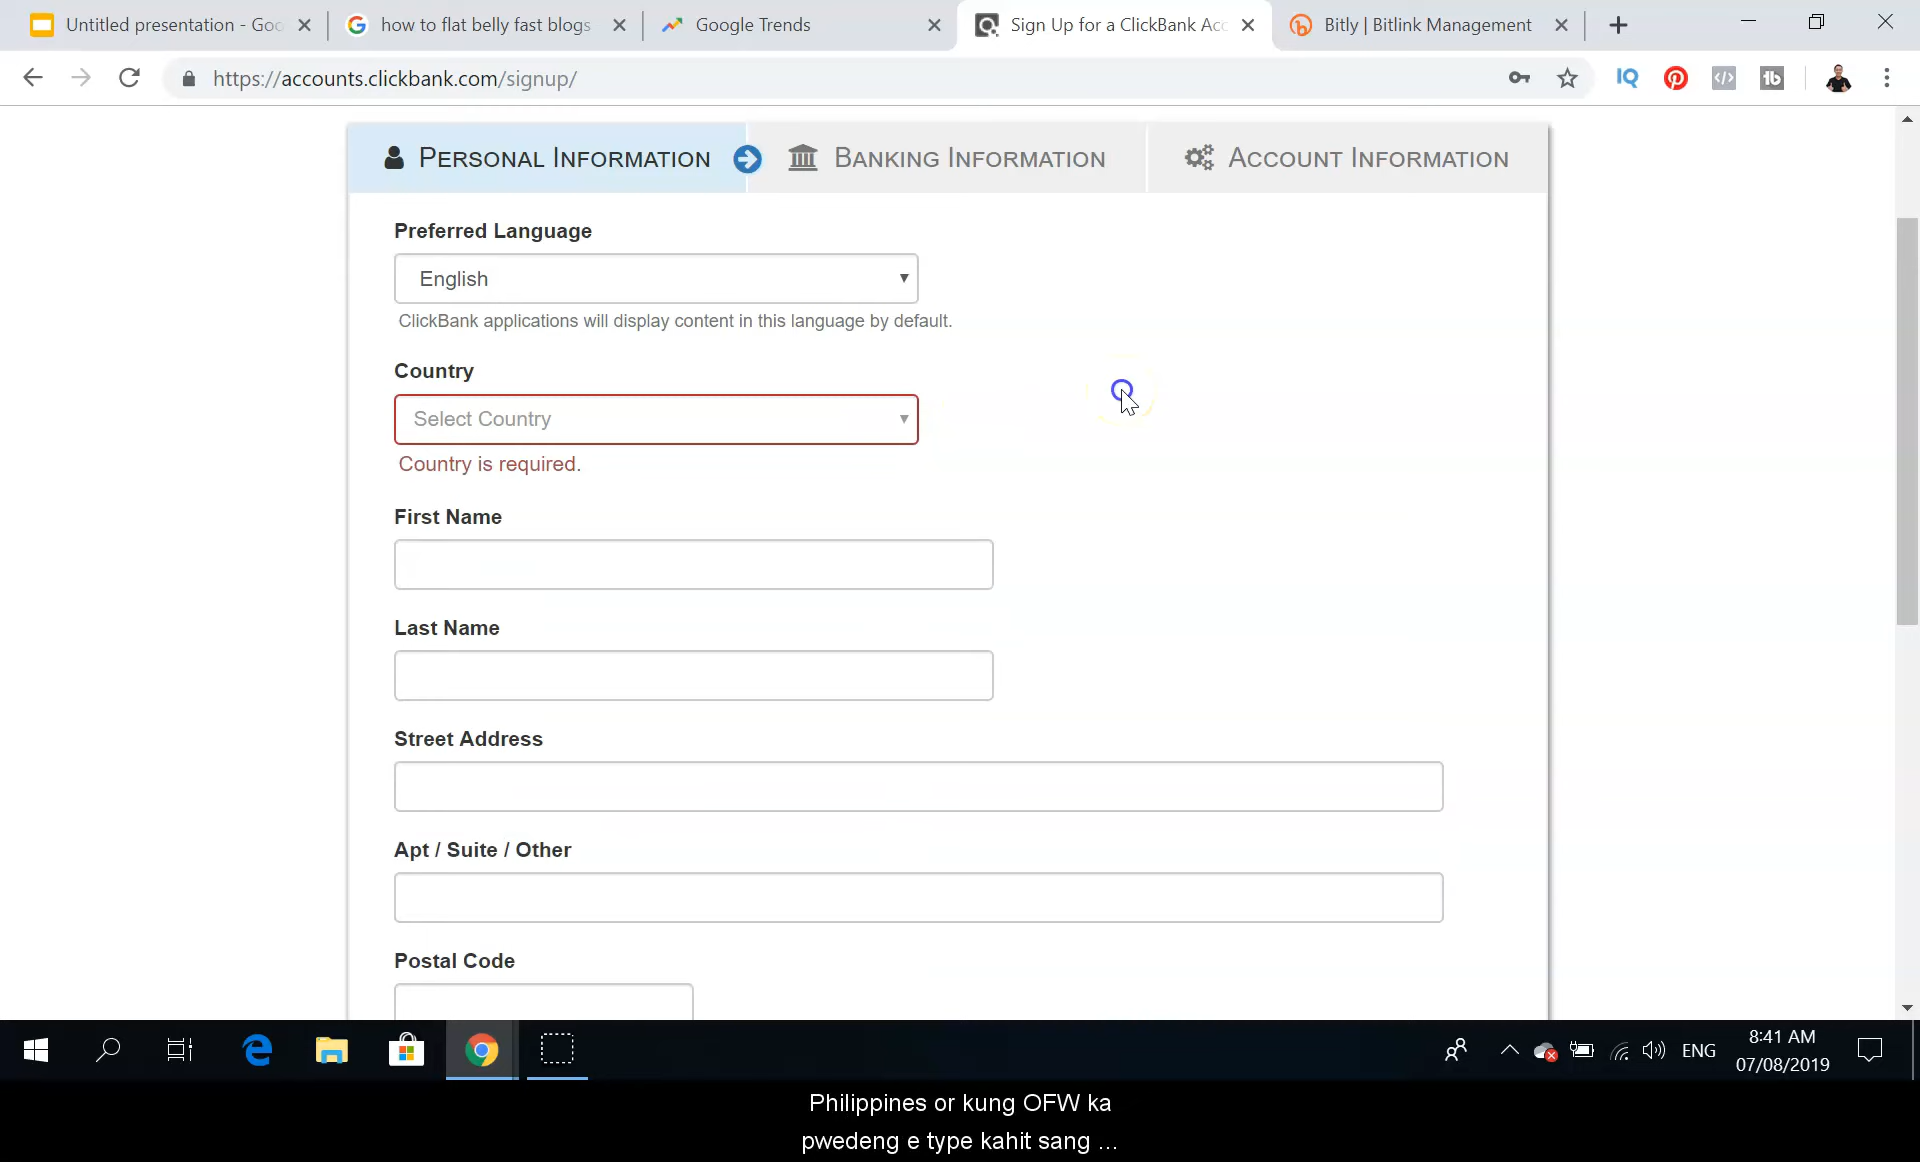 Untitled presentation - Goo
how to flat belly fast blogs
Google Trends
Sign Up for a ClickBank Acc
Bitly | Bitlink Management
https://accounts.clickbank.com/signup/
PERSONAL INFORMATION
BANKING INFORMATION
ACCOUNT INFORMATION
Preferred Language
English
ClickBank applications will display content in this language by default.
Country
Select Country
Country is required.
First Name
Last Name
Street Address
Apt / Suite / Other
Postal Code
ENG
8:41 AM
07/08/2019
Philippines or kung OFW ka
pwedeng e type kahit sang ...